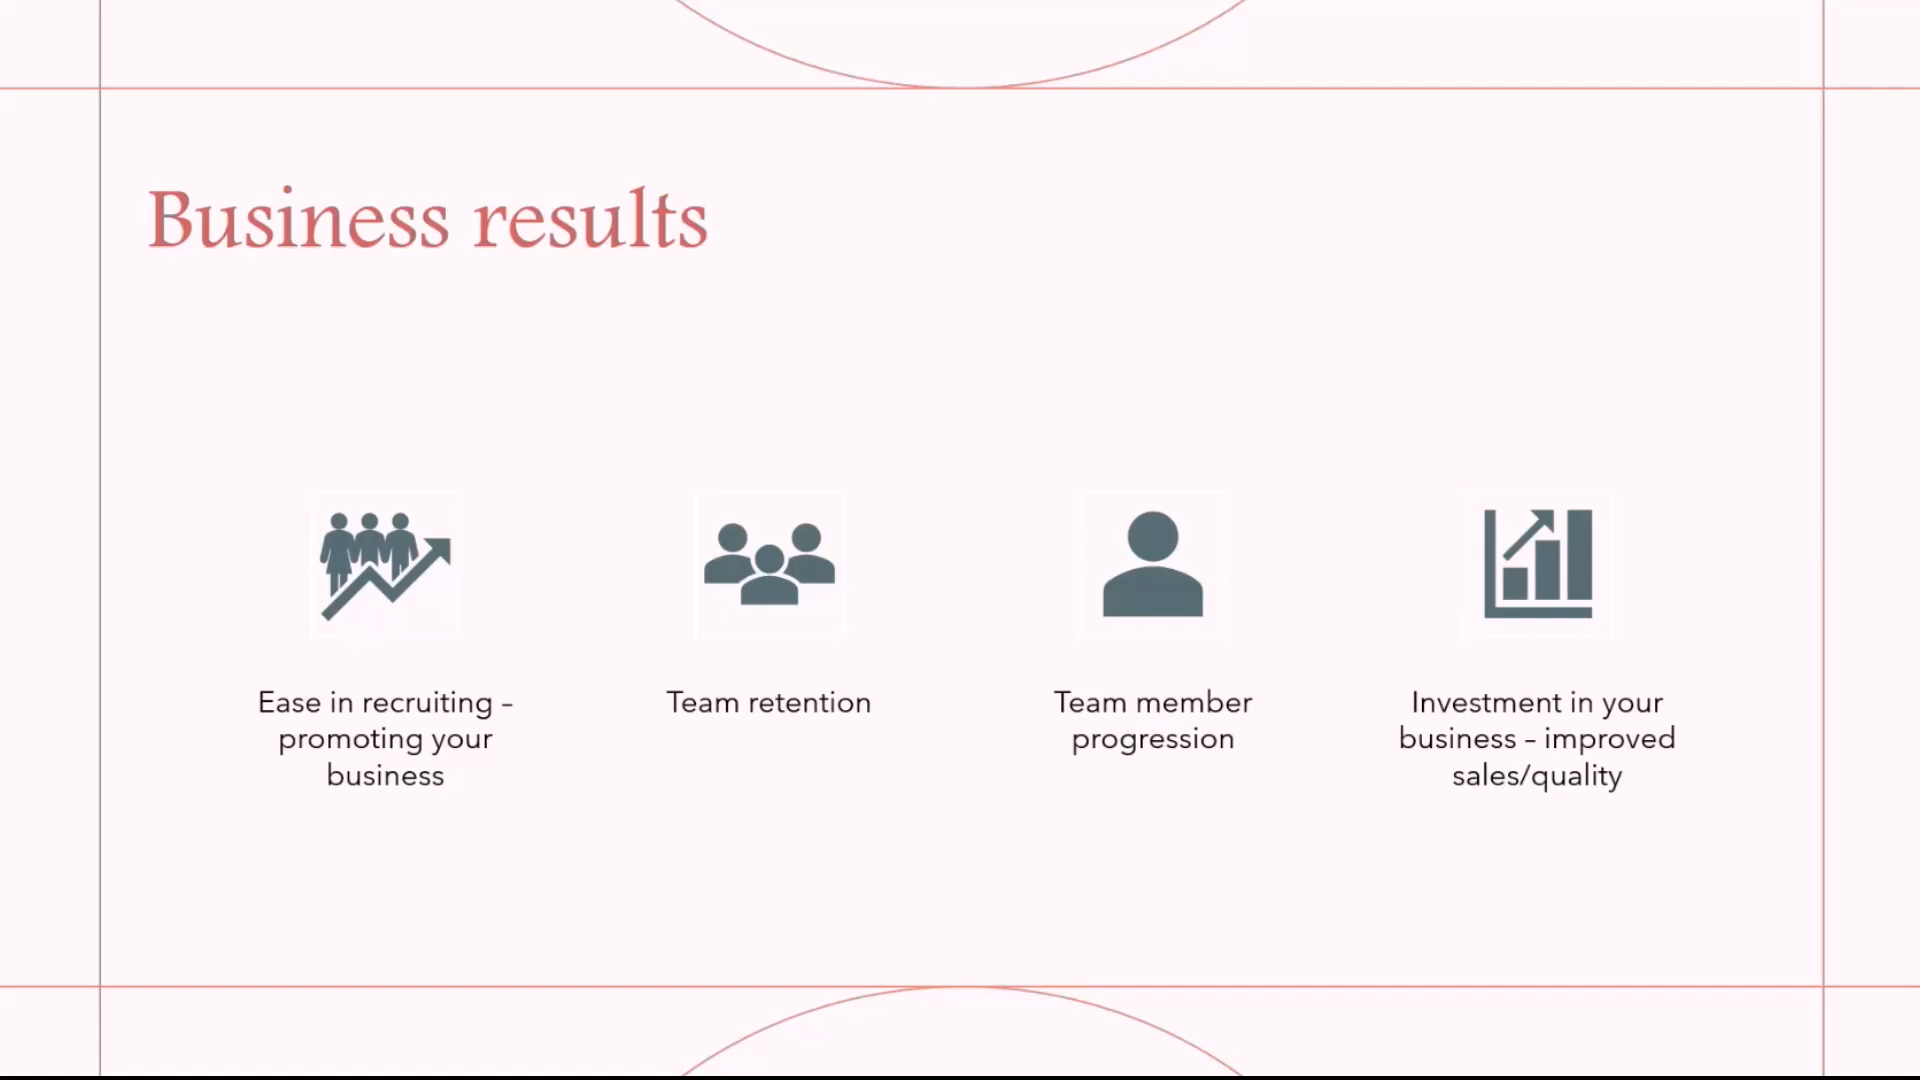 Business results
Ease in recruiting –
promoting your
business
Team retention
Team member
progression
Investment in your
business – improved
sales/quality